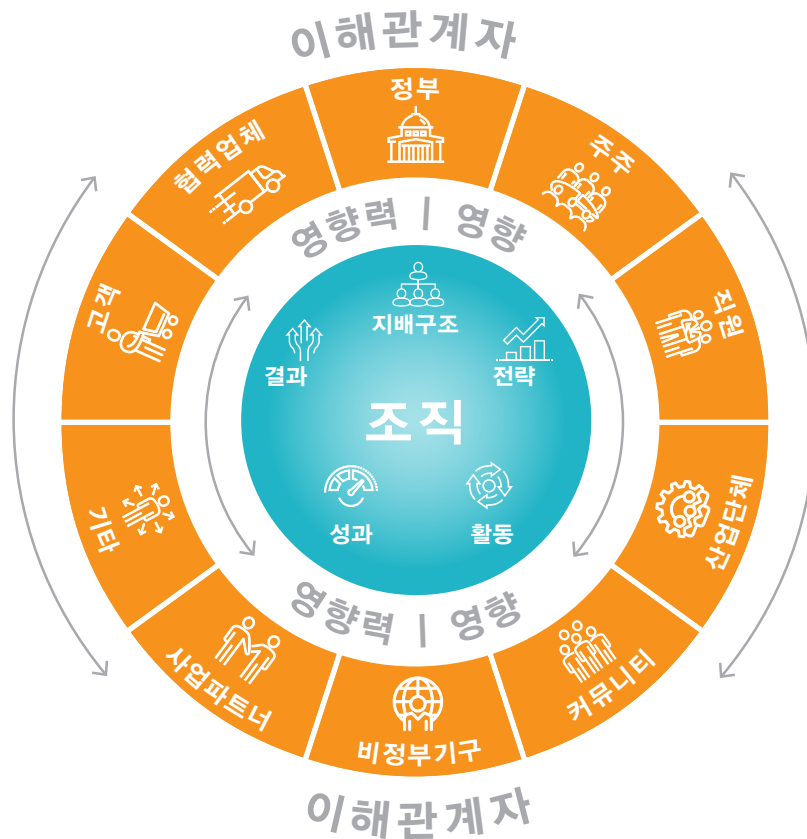 이해관계자
정부
주주
직원
산업단체
커뮤니티
비정부기구
사업파트너
기타
고객
협력업체
영향력 | 영향
지배구조
전략
활동
성과
결과
조직
영향력 | 영향
이해관계자